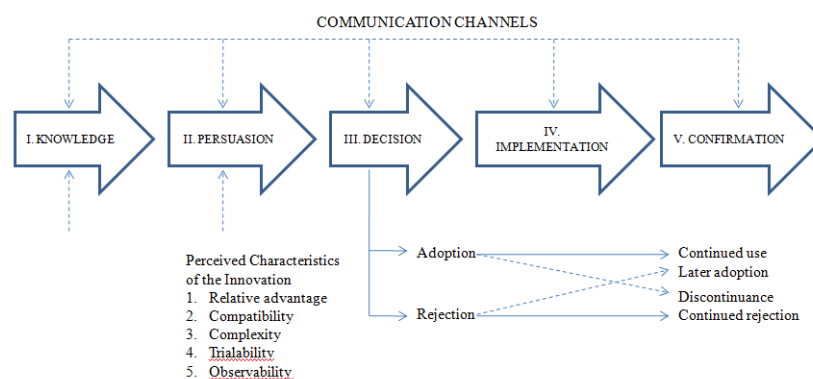 COMMUNICATION CHANNELS
I. KNOWLEDGE
II. PERSUASION
III. DECISION
IV.
IMPLEMENTATION
V. CONFIRMATION
Perceived Characteristics
of the Innovation
1. Relative advantage
2. Compatibility
3. Complexity
4. Trialability
5. Observability
Adoption
Rejection
Continued use
Later adoption
Discontinuance
Continued rejection